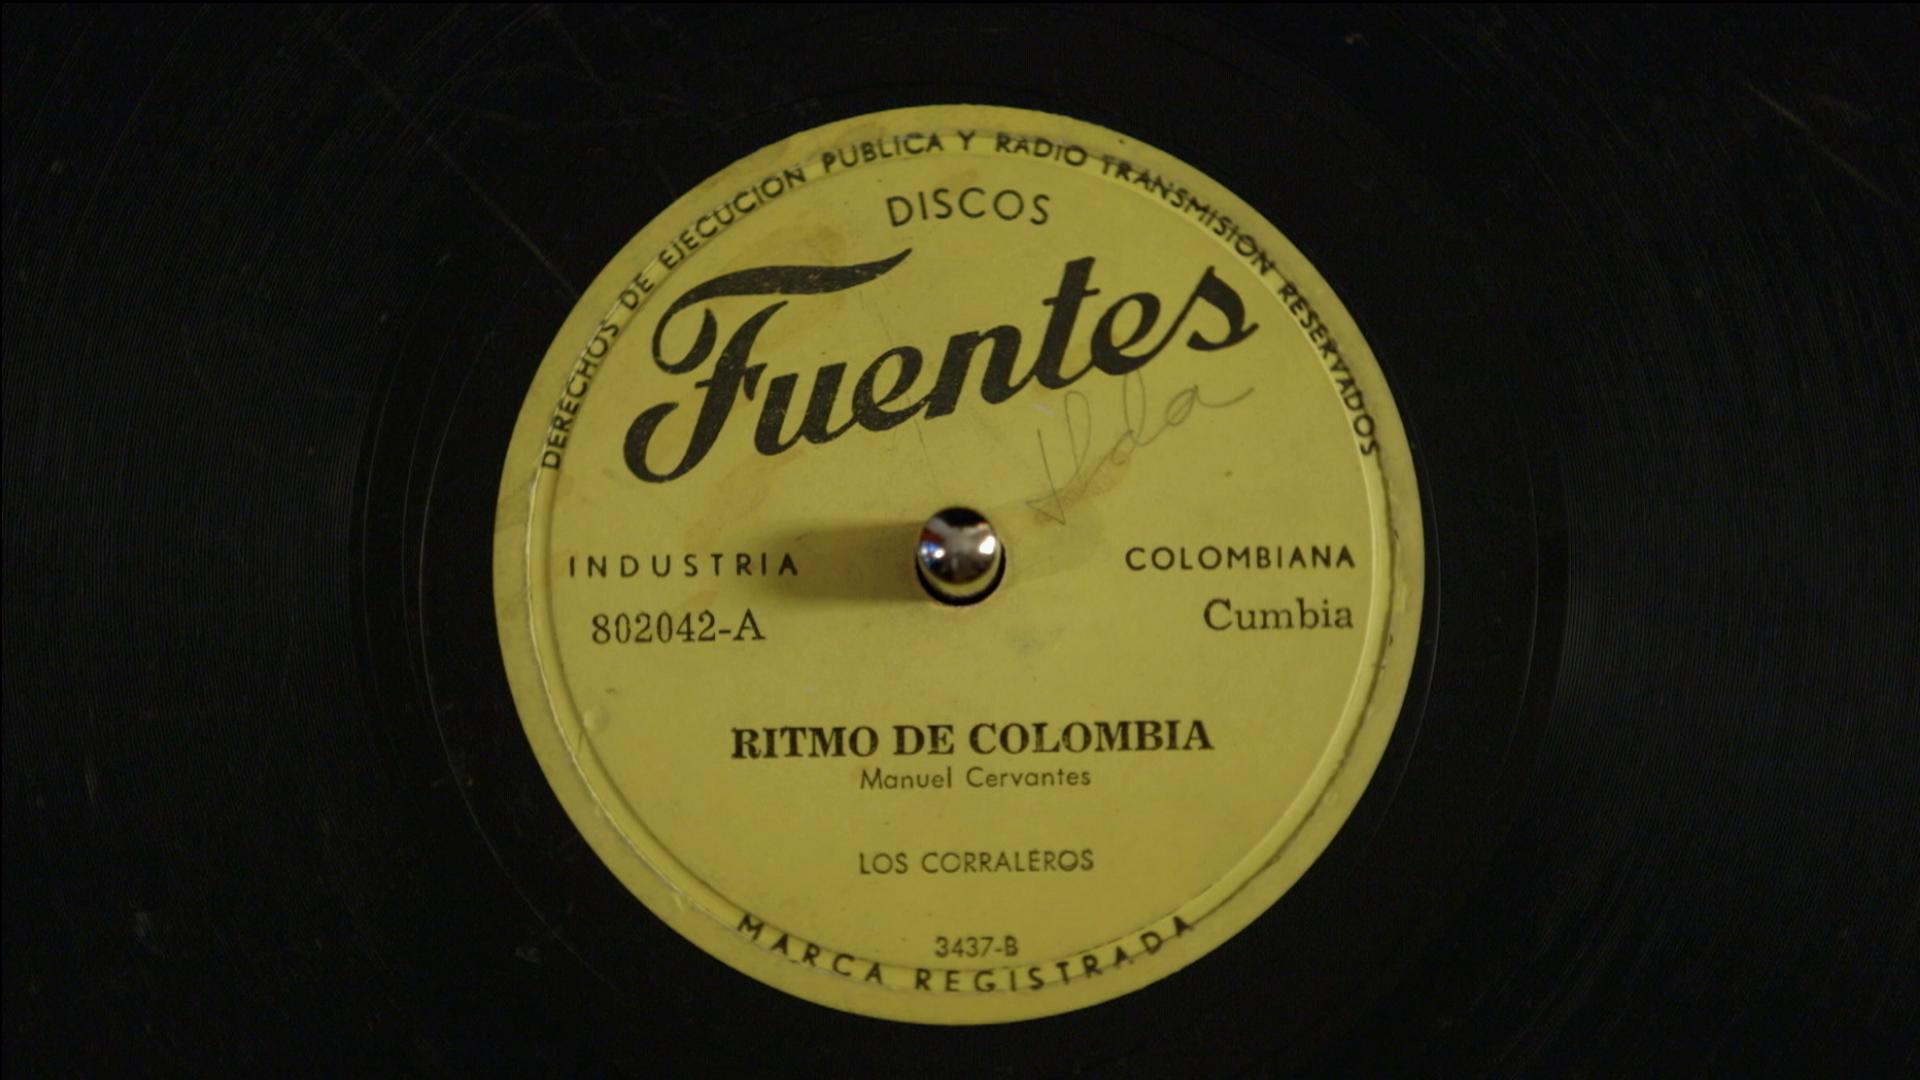 DERECHOS DE EJECUCION PUBLICA Y RADIO TRANSMISION RESERVADOS
DISCOS
Fuentes
INDUSTRIA COLOMBIANA
802042-A Cumbia
RITMO DE COLOMBIA
Manuel Cervantes
LOS CORRALEROS
3437-B
MARCA REGISTRADA